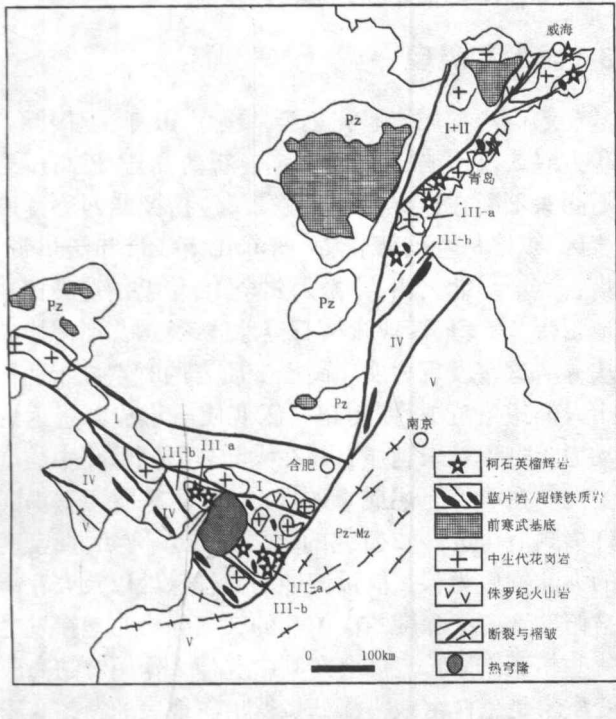 威海
Pz
I+II
青岛
III-a
III-b
Pz
Pz
IV
V
Pz
南京
III-b
III-a
合肥
I
IV
IV
V
II
Pz-Mz
III-a
III-b
V
柯石英榴辉岩
蓝片岩/超镁铁质岩
前寒武基底
中生代花岗岩
侏罗纪火山岩
断裂与褶皱
热穹隆
0 100km